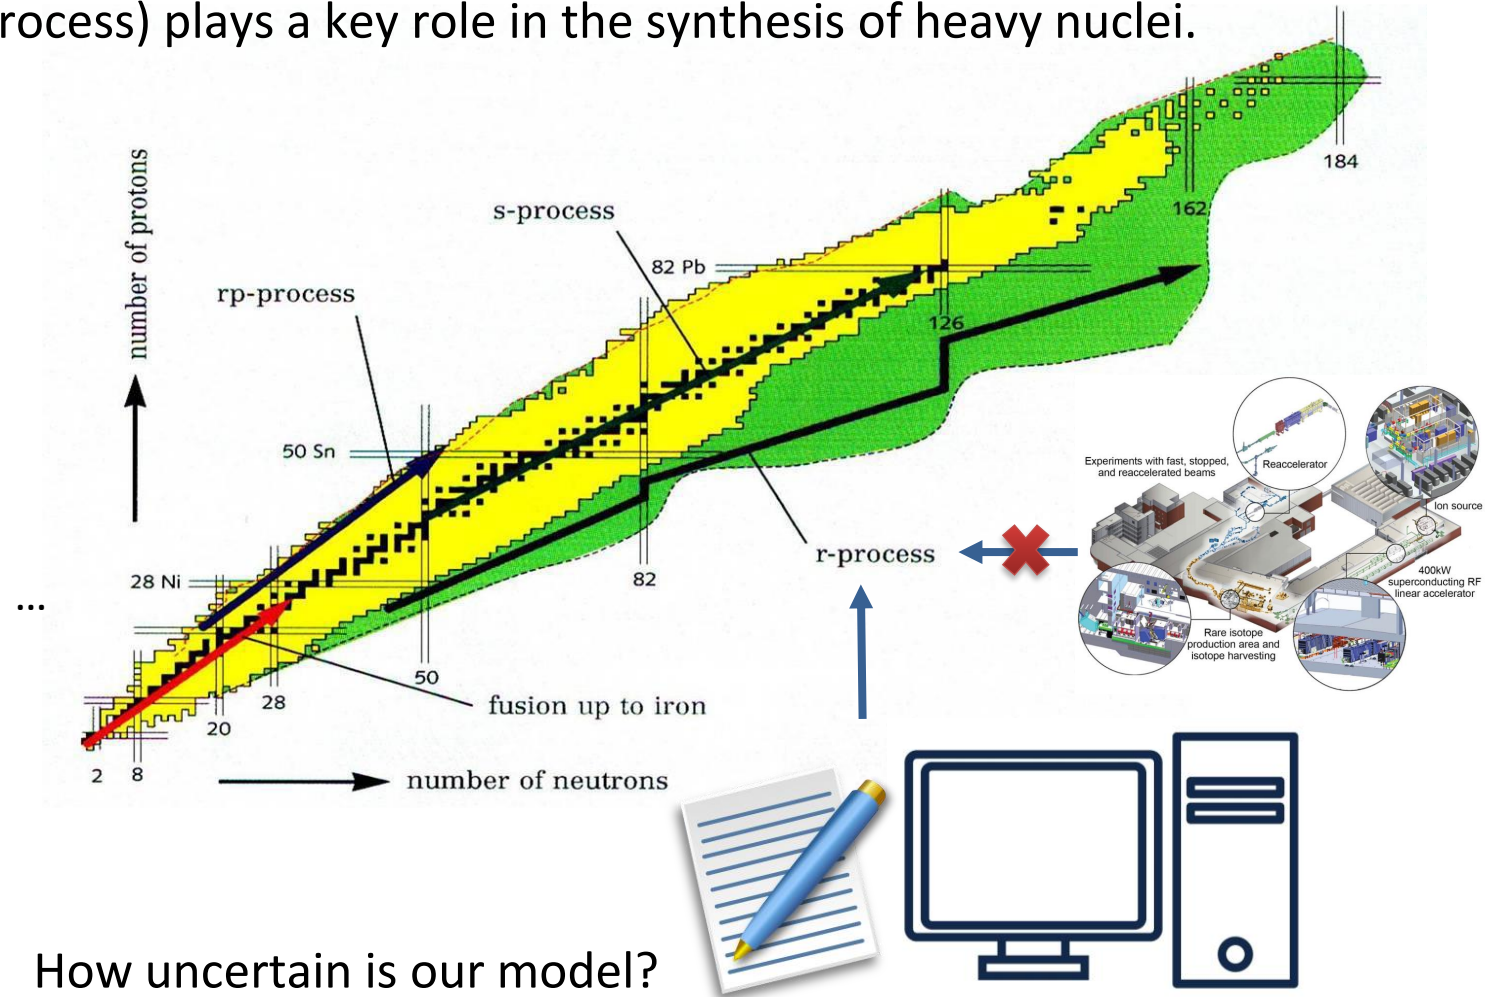 rocess) plays a key role in the synthesis of heavy nuclei.
number of protons
184
162
s-process
82 Pb
rp-process
126
50 Sn
Experiments with fast, stopped,
and reaccelerated beams
Reaccelerator
Ion source
r-process
82
28 Ni
400kW
superconducting RF
linear accelerator
...
Rare isotope
production area and
isotope harvesting
50
28
fusion up to iron
20
2
8
number of neutrons
How uncertain is our model?